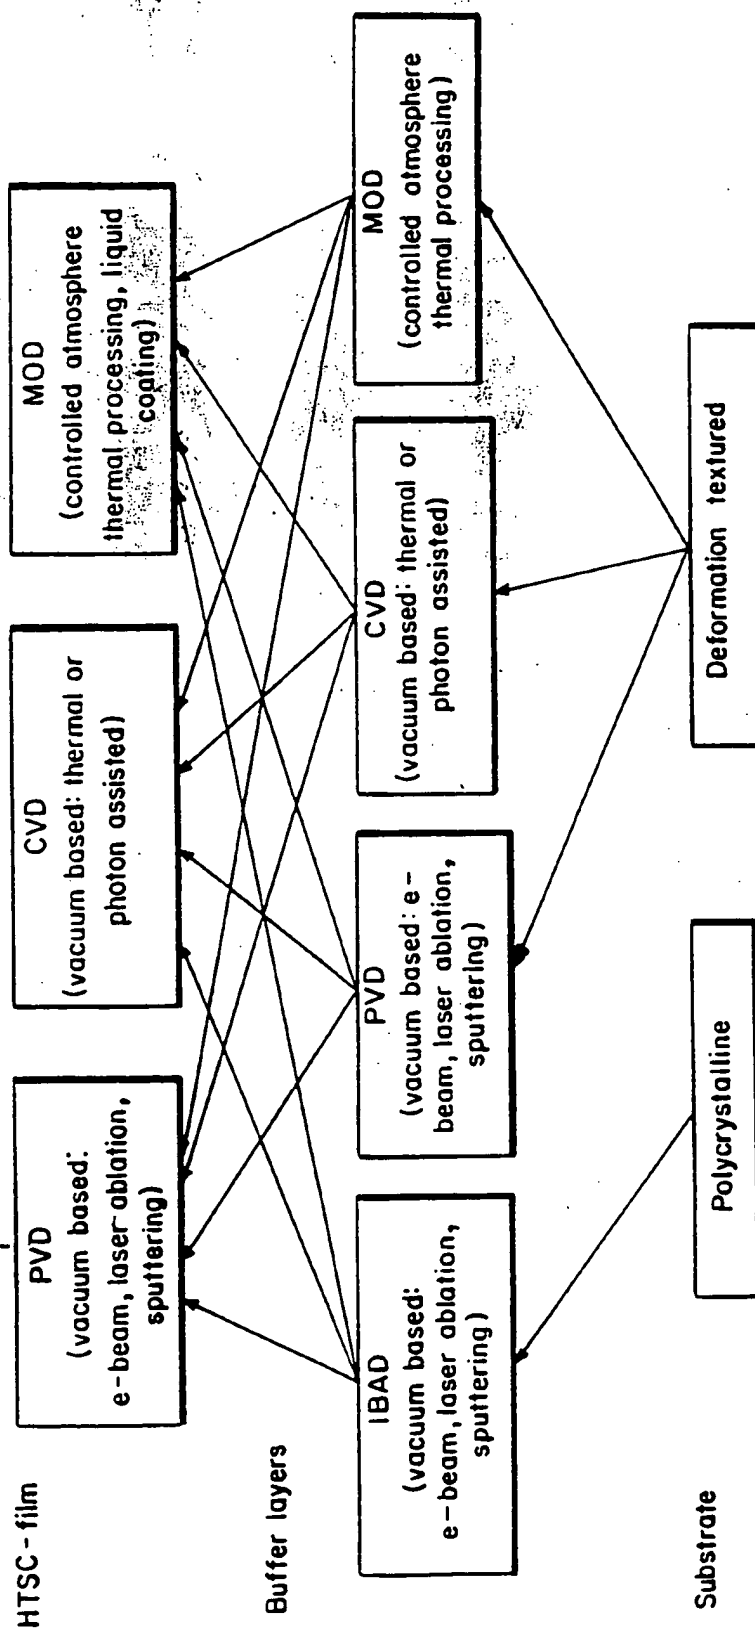 HTSC-film
PVD
(vacuum based:
e-beam, laser ablation,
sputtering)
CVD
(vacuum based: thermal or
photon assisted)
MOD
(controlled atmosphere
thermal processing, liquid
coating)
Buffer layers
IBAD
(vacuum based:
e-beam, laser ablation,
sputtering)
PVD
(vacuum based: e-
beam, laser ablation,
sputtering)
CVD
(vacuum based: thermal or
photon assisted)
MOD
(controlled atmosphere
thermal processing)
Substrate
Polycrystalline
Deformation textured